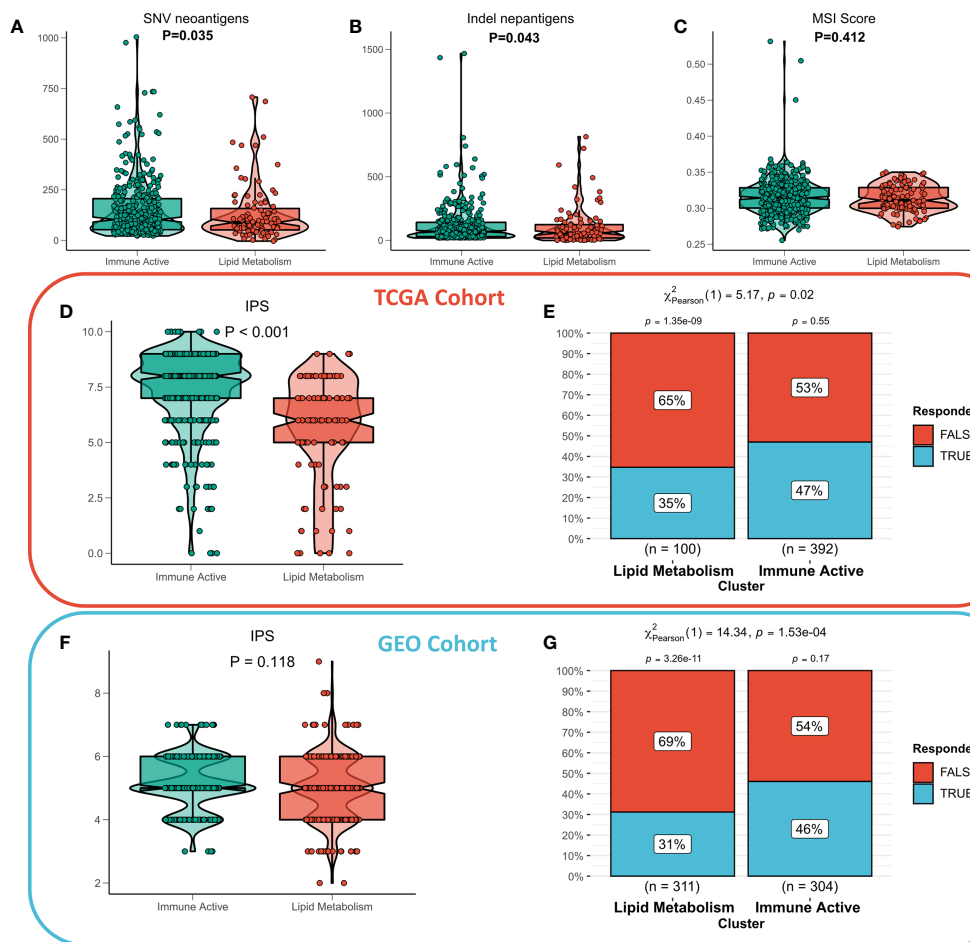 A
SNV neoantigens
P=0.035
1000
750
500
250
0
Immune Active
Lipid Metabolism
B
Indel nepantigens
P=0.043
1500
1000
500
0
Immune Active
Lipid Metabolism
C
MSI Score
P=0.412
0.50
0.45
0.40
0.35
0.30
0.25
Immune Active
Lipid Metabolism
TCGA Cohort
D
IPS
P < 0.001
10.0
7.5
5.0
2.5
0.0
Immune Active
Lipid Metabolism
E
χ²Pearson(1) = 5.17, p = 0.02
p = 1.35e-09
p = 0.55
100%
90%
80%
70%
60%
50%
40%
30%
20%
10%
0%
65%
53%
35%
47%
(n = 100)
(n = 392)
Lipid Metabolism
Immune Active
Cluster
Responde
FALS
TRUE
GEO Cohort
F
IPS
P = 0.118
8
6
4
2
Immune Active
Lipid Metabolism
G
χ²Pearson(1) = 14.34, p = 1.53e-04
p = 3.26e-11
p = 0.17
100%
90%
80%
70%
60%
50%
40%
30%
20%
10%
0%
69%
54%
31%
46%
(n = 311)
(n = 304)
Lipid Metabolism
Immune Active
Cluster
Responde
FALS
TRUE